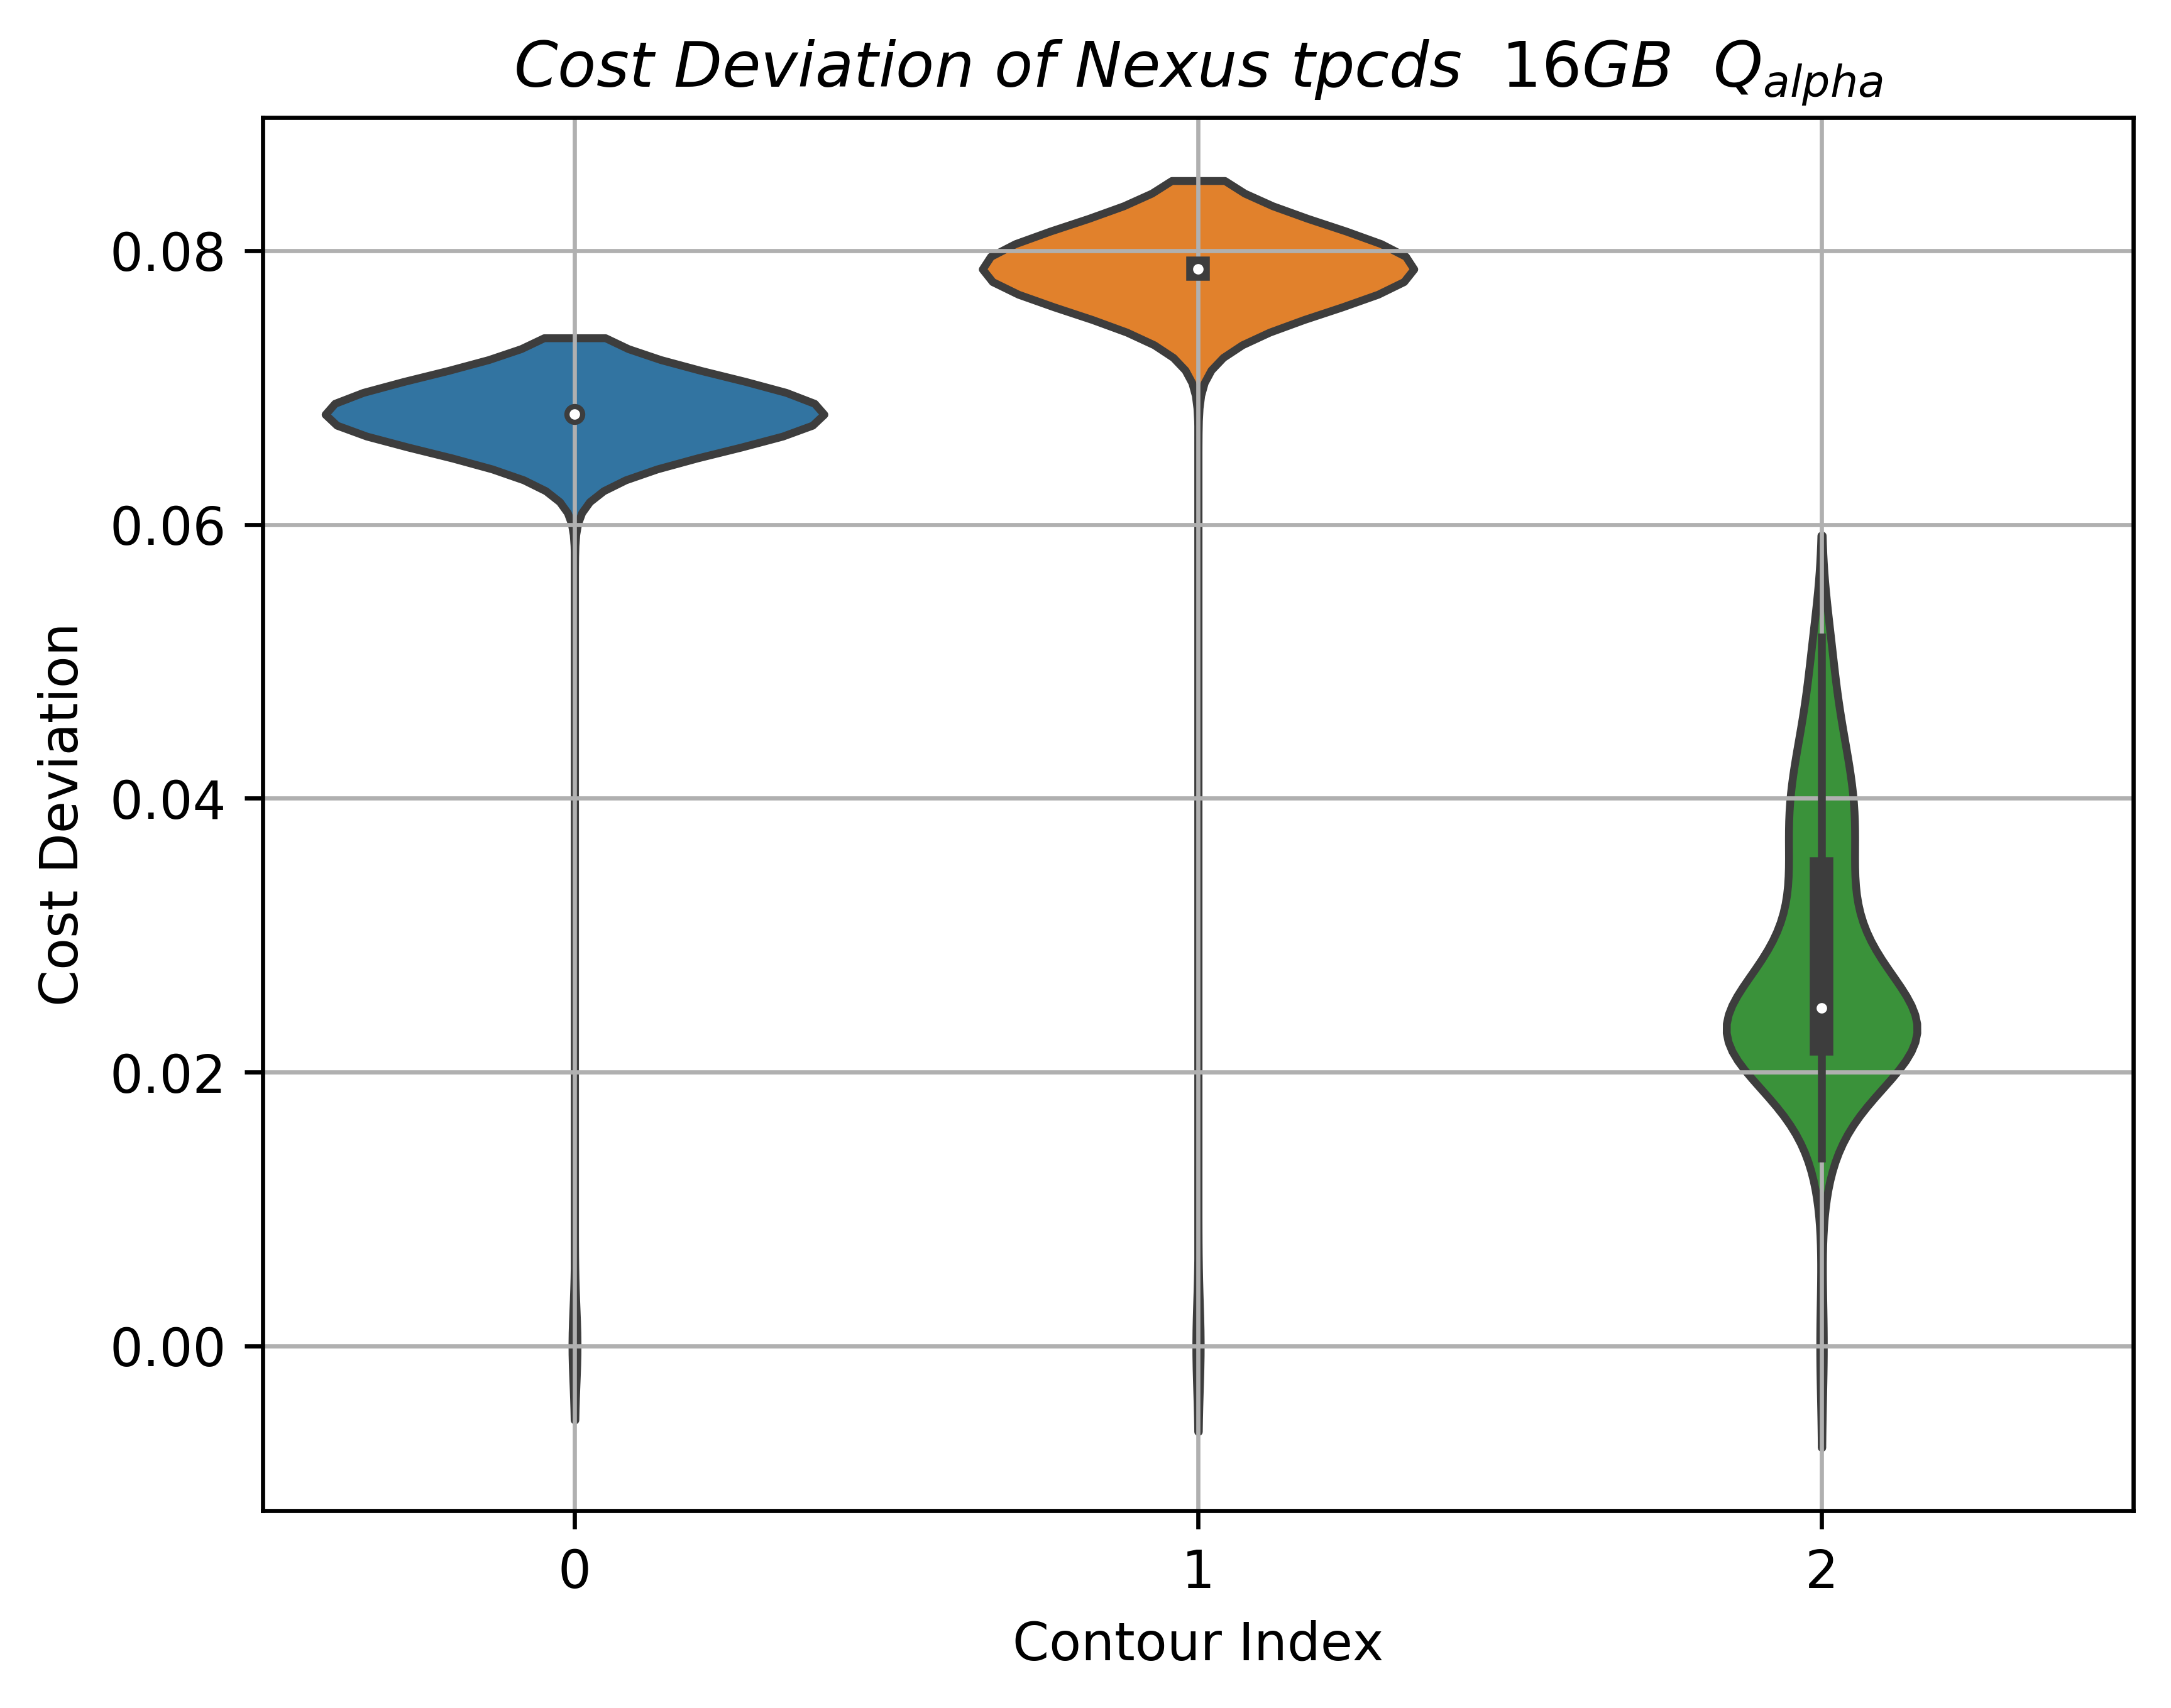 Cost Deviation of Nexus tpcds 16GB Q_alpha
Cost Deviation
0.08
0.06
0.04
0.02
0.00
0 1 2
Contour Index